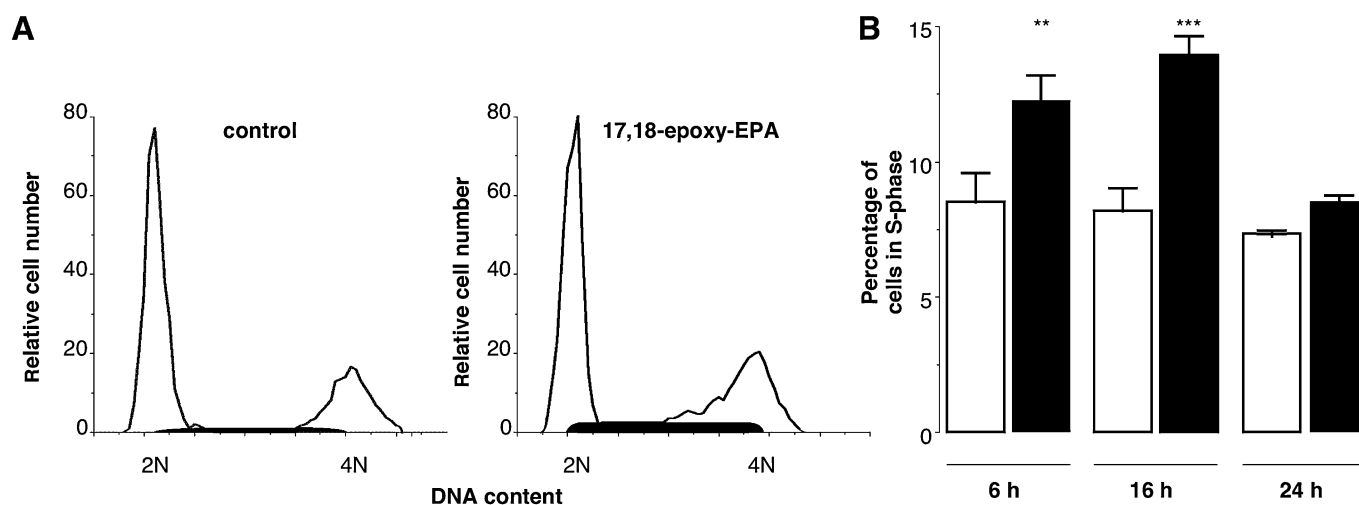 A
B
control
17,18-epoxy-EPA
Relative cell number
80
60
40
20
0
2N
4N
Relative cell number
80
60
40
20
0
2N
4N
DNA content
Percentage of
cells in S-phase
15
10
5
0
**
***
6 h
16 h
24 h